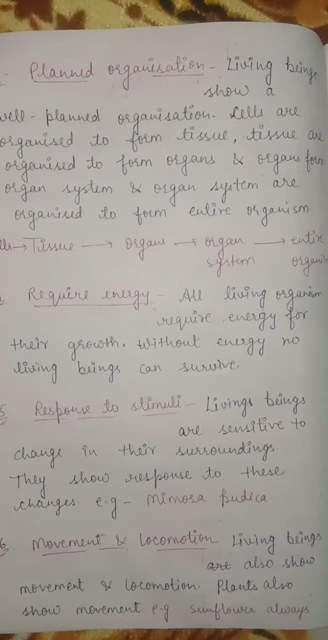 Planned organisation - Living beings
show a
well-planned organisation. Cells are
organised to form tissue, tissue are
organised to form organs & organ form
organ system & organ system are
organised to form entire organism.
→ Tissue → organs → organ system → entire
Require energy - All living organism
require energy for
their growth. Without energy no
living beings can survive.
5 Response to stimuli - Livings beings
are sensitive to
change in their surroundings.
They show response to these
changes. e.g - Mimosa Pudica
6 Movement & locomotion Living beings
are also show
movement & locomotion. Plants also
show movement e.g sunflower always